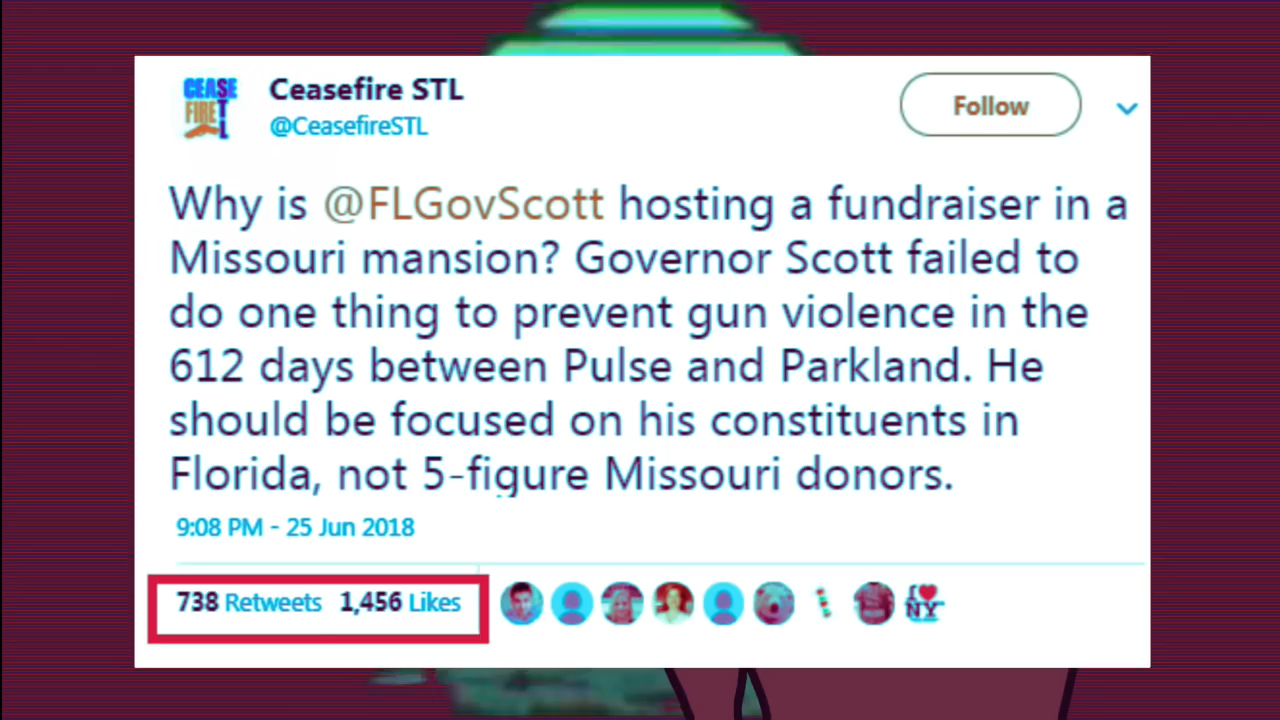 CEASE
FIRE STL
Ceasefire STL
@CeasefireSTL
Follow
Why is @FLGovScott hosting a fundraiser in a
Missouri mansion? Governor Scott failed to
do one thing to prevent gun violence in the
612 days between Pulse and Parkland. He
should be focused on his constituents in
Florida, not 5-figure Missouri donors.
9:08 PM - 25 Jun 2018
738 Retweets 1,456 Likes
I ♥
NY